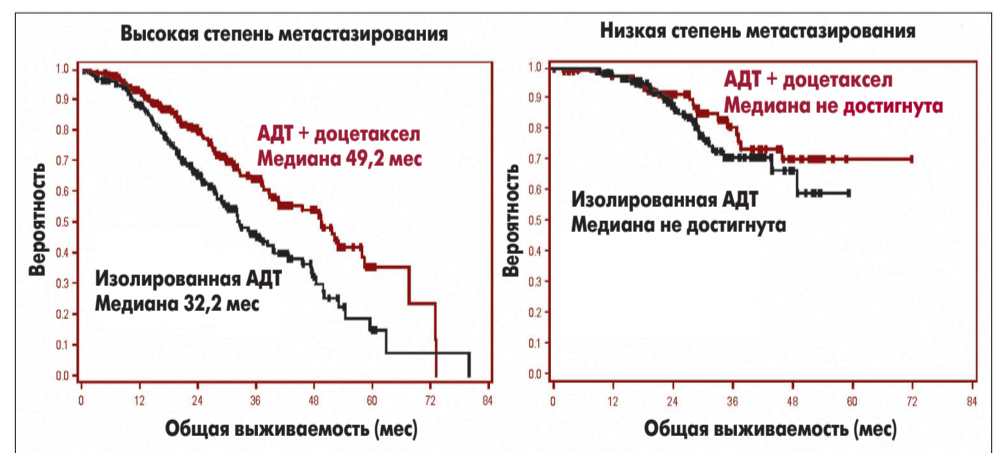 Высокая степень метастазирования
1.0
0.9
0.8
0.7
0.6
0.5
0.4
0.3
0.2
0.1
0.0
Вероятность
АДТ + доцетаксел
Медиана 49,2 мес
Изолированная АДТ
Медиана 32,2 мес
0 12 24 36 48 60 72 84
Общая выживаемость (мес)
Низкая степень метастазирования
1.0
0.9
0.8
0.7
0.6
0.5
0.4
0.3
0.2
0.1
0.0
Вероятность
АДТ + доцетаксел
Медиана не достигнута
Изолированная АДТ
Медиана не достигнута
0 12 24 36 48 60 72 84
Общая выживаемость (мес)